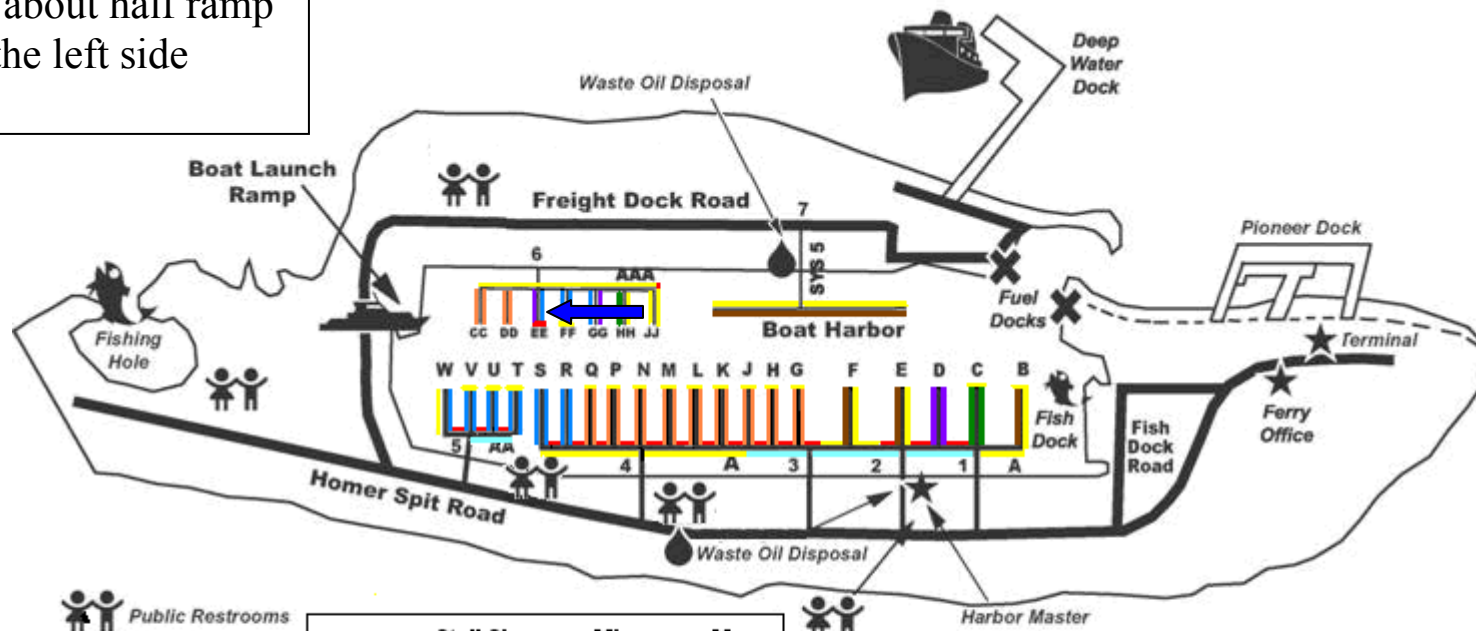 about half ramp
the left side
Deep
Water
Dock
Waste Oil Disposal
Boat Launch
Ramp
Freight Dock Road
7
Pioneer Dock
6
AAA
SYS 5
Fuel
Docks
CC DD EE FF GG HH JJ
Boat Harbor
Fishing
Hole
Terminal
W V U T S R Q P N M L K J H G F E D C B
Fish
Dock
Ferry
Office
Fish
Dock
Road
5 AA
4 A 3 2 1 A
Homer Spit Road
Waste Oil Disposal
Public Restrooms
Harbor Master